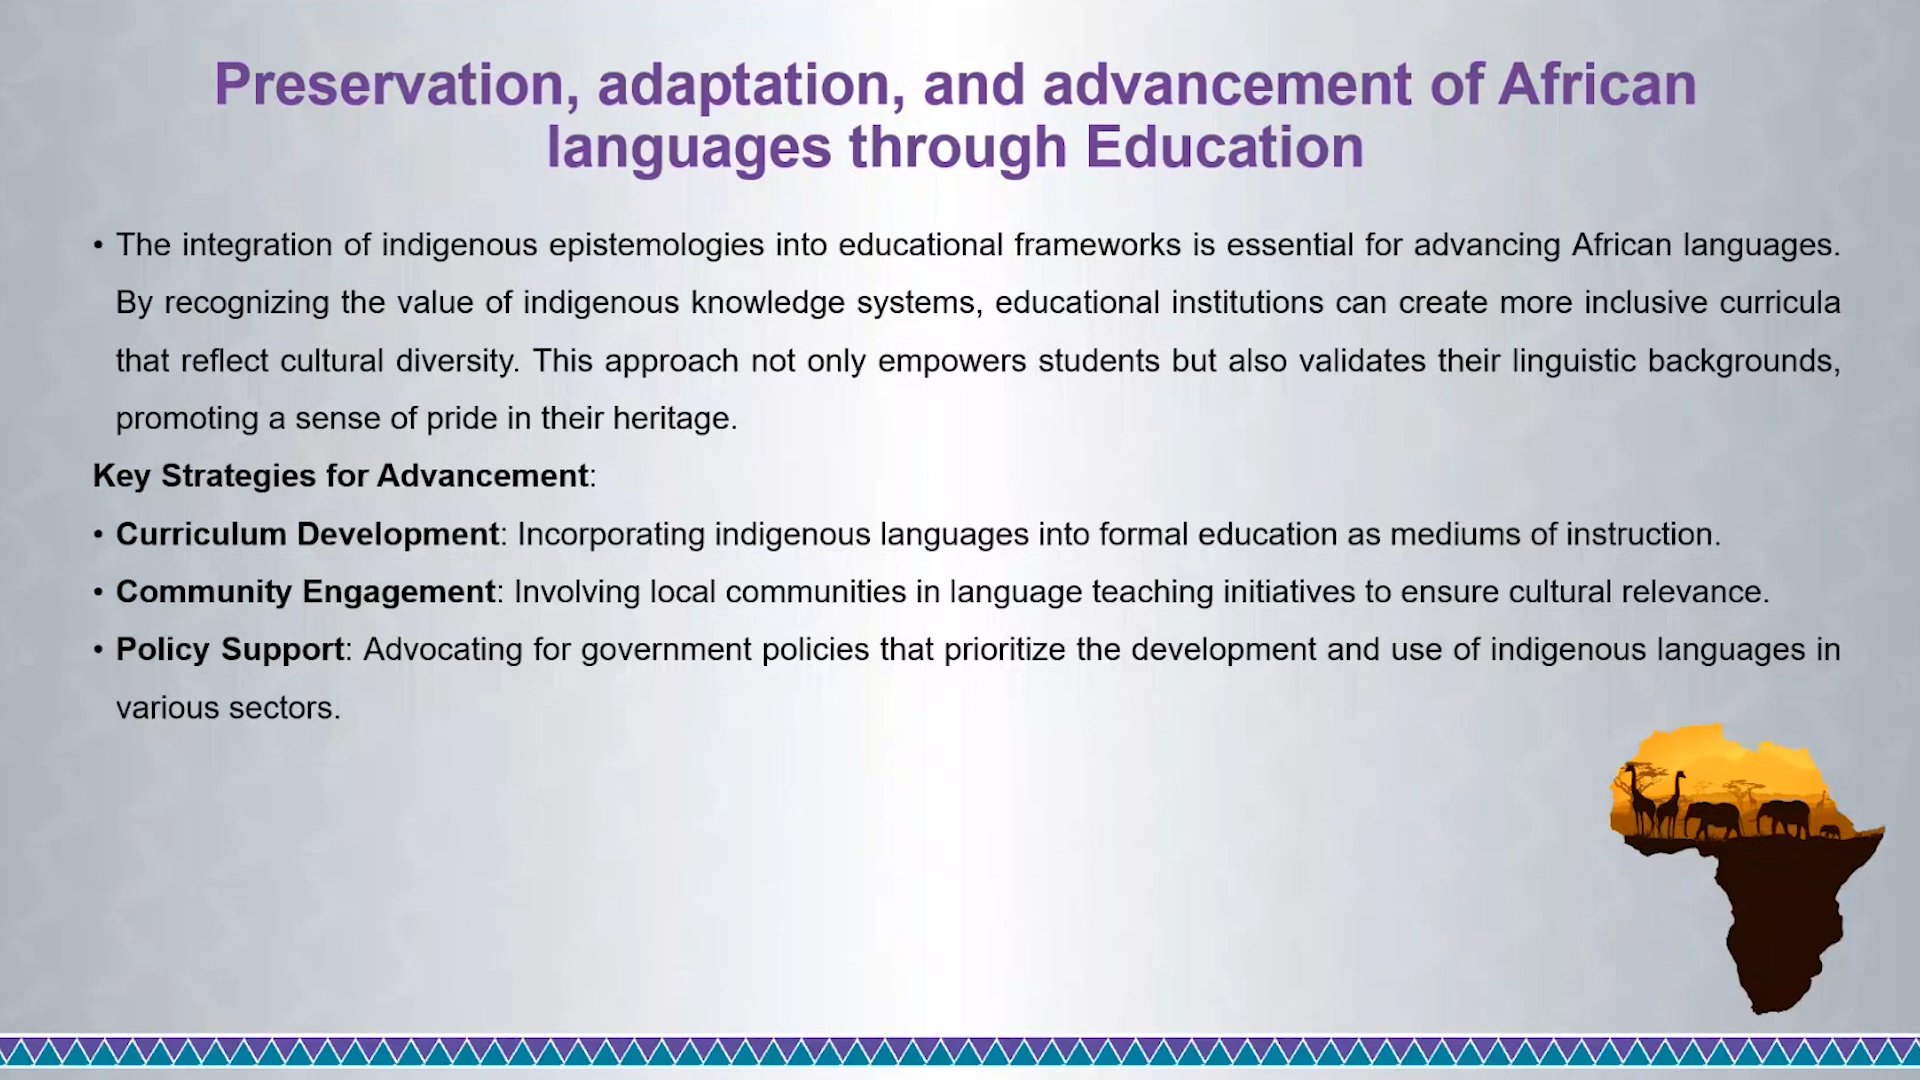 Preservation, adaptation, and advancement of African
languages through Education
• The integration of indigenous epistemologies into educational frameworks is essential for advancing African languages.
By recognizing the value of indigenous knowledge systems, educational institutions can create more inclusive curricula
that reflect cultural diversity. This approach not only empowers students but also validates their linguistic backgrounds,
promoting a sense of pride in their heritage.
Key Strategies for Advancement:
• Curriculum Development: Incorporating indigenous languages into formal education as mediums of instruction.
• Community Engagement: Involving local communities in language teaching initiatives to ensure cultural relevance.
• Policy Support: Advocating for government policies that prioritize the development and use of indigenous languages in
various sectors.